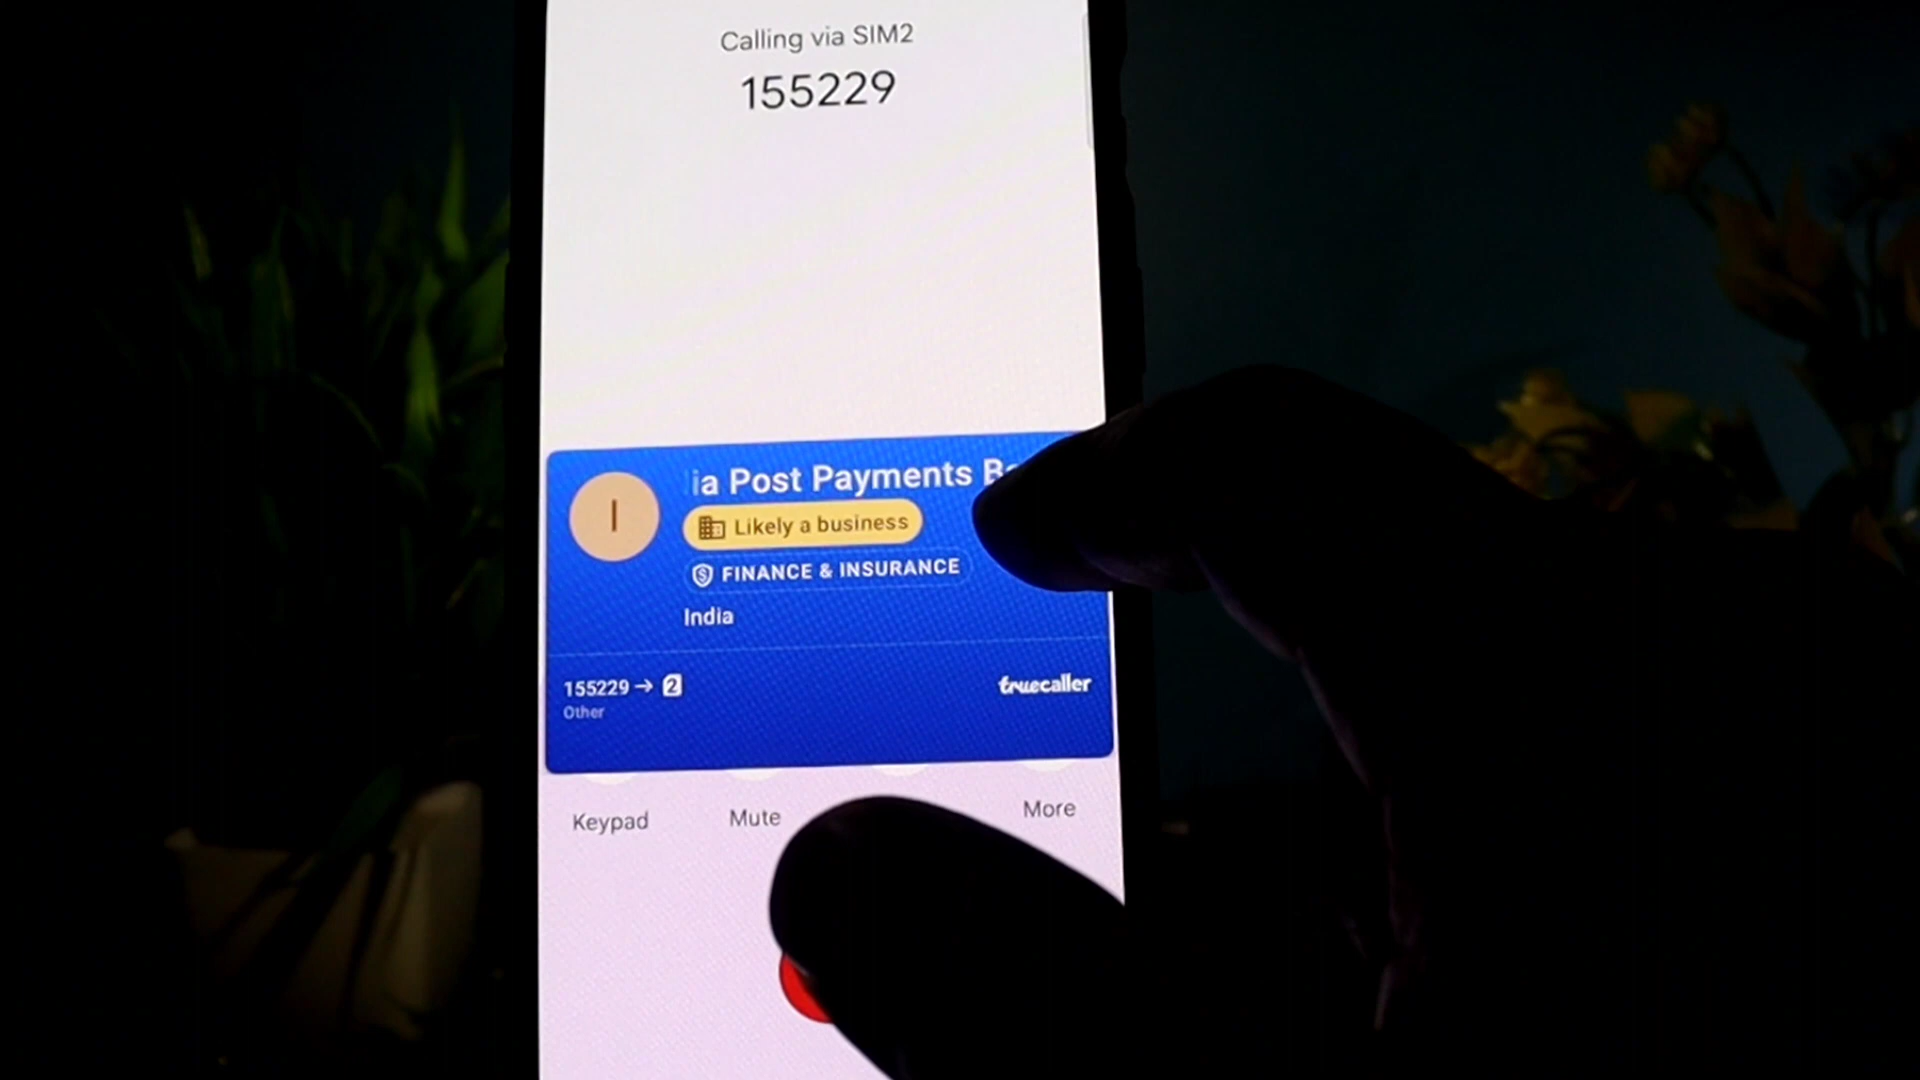 Calling via SIM2
155229
I
ia Post Payments
Likely a business
FINANCE & INSURANCE
India
155229 → 2
truecaller
Other
Keypad
Mute
More